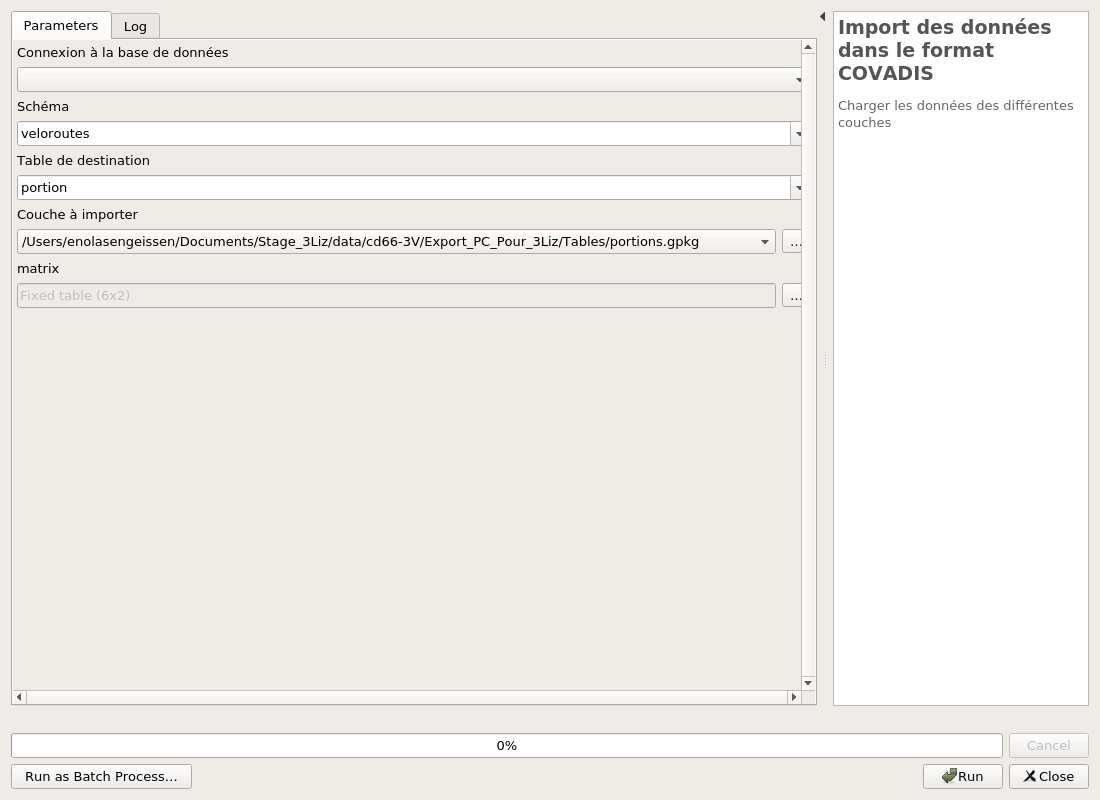 Parameters
Log
Connexion à la base de données
Schéma
veloroutes
Table de destination
portion
Couche à importer
/Users/enolasengeissen/Documents/Stage_3Liz/data/cd66-3V/Export_PC_Pour_3Liz/Tables/portions.gpkg
...
matrix
Fixed table (6x2)
...
Import des données
dans le format
COVADIS
Charger les données des différentes
couches
0%
Cancel
Run as Batch Process...
Run
Close